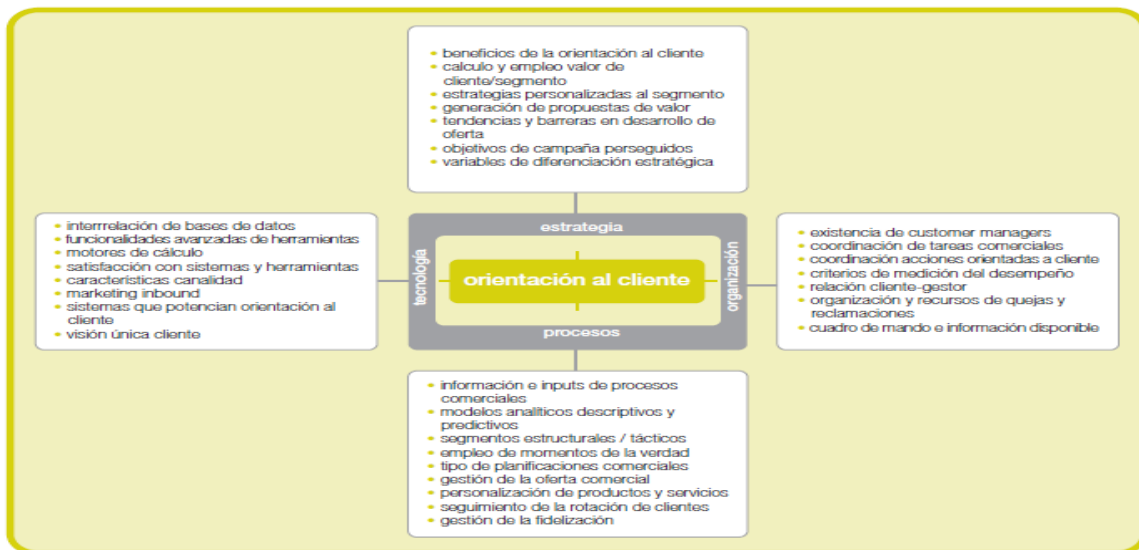 • beneficios de la orientación al cliente
• calculo y empleo valor de
cliente/segmento
• estrategias personalizadas al segmento
• generación de propuestas de valor
• tendencias y barreras en desarrollo de
oferta
• objetivos de campaña perseguidos
• variables de diferenciación estratégica
• interrrelación de bases de datos
• funcionalidades avanzadas de herramientas
• motores de cálculo
• satisfacción con sistemas y herramientas
• características canalidad
• marketing inbound
• sistemas que potencian orientación al
cliente
• visión única cliente
estrategia
tecnología
orientación al cliente
organización
procesos
• existencia de customer managers
• coordinación de tareas comerciales
• coordinación acciones orientadas a cliente
• criterios de medición del desempeño
• relación cliente-gestor
• organización y recursos de quejas y
reclamaciones
• cuadro de mando e información disponible
• información e inputs de procesos
comerciales
• modelos analíticos descriptivos y
predictivos
• segmentos estructurales / tácticos
• empleo de momentos de la verdad
• tipo de planificaciones comerciales
• gestión de la oferta comercial
• personalización de productos y servicios
• seguimiento de la rotación de clientes
• gestión de la fidelización